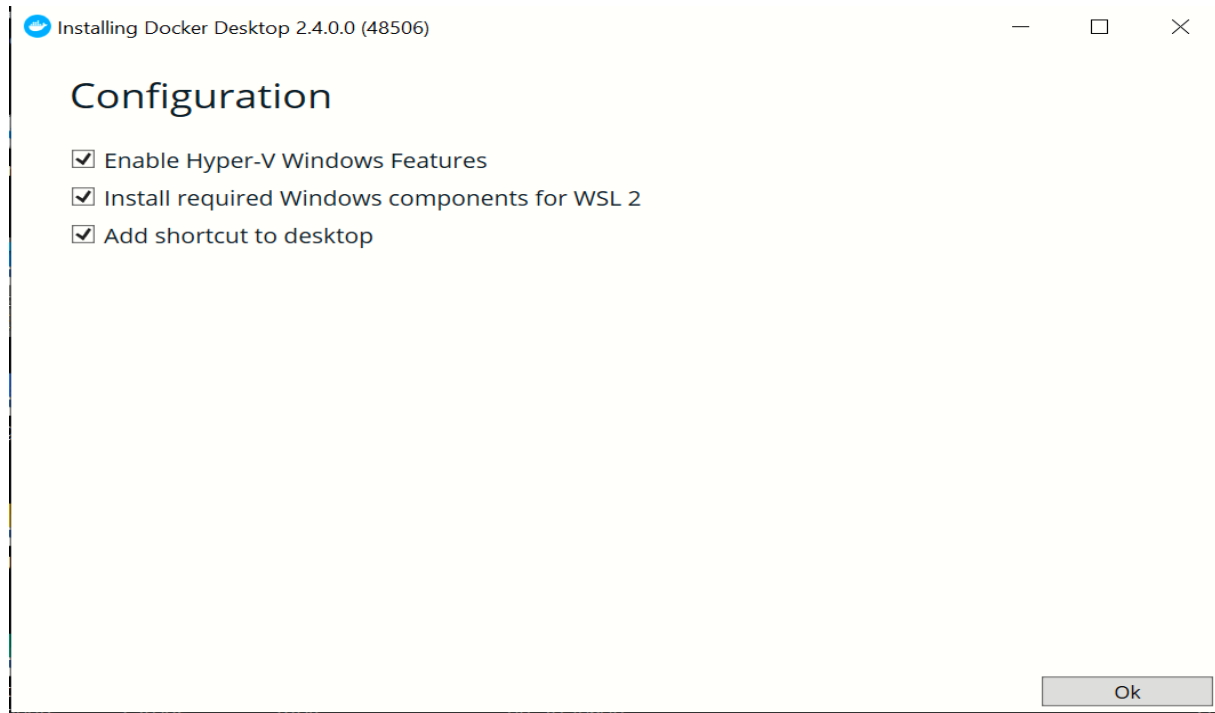 Installing Docker Desktop 2.4.0.0 (48506)
Configuration
Enable Hyper-V Windows Features
Install required Windows components for WSL 2
Add shortcut to desktop
Ok